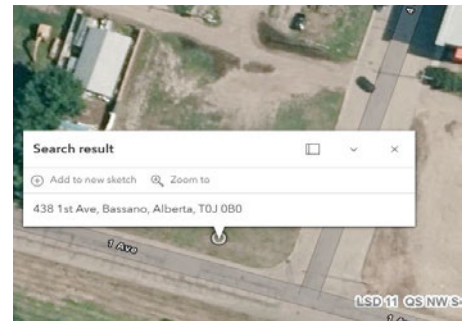 Search result
Add to new sketch Zoom to
438 1st Ave, Bassano, Alberta, T0J 0B0
1 Ave
LSD 11 QS NW S